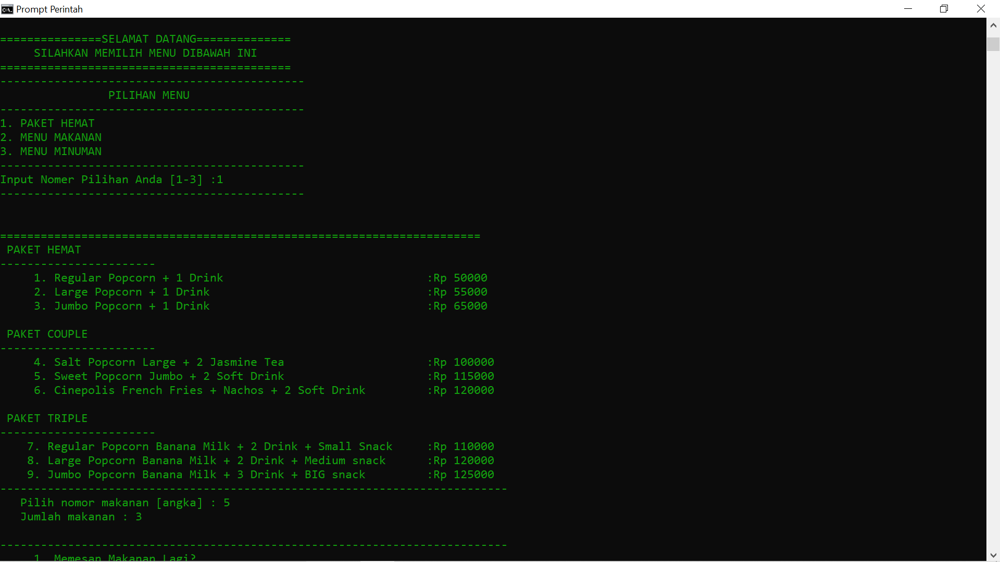 Prompt Perintah
===============SELAMAT DATANG==============
SILAHKAN MEMILIH MENU DIBAWAH INI
===========================================
---------------------------------------------
PILIHAN MENU
---------------------------------------------
1. PAKET HEMAT
2. MENU MAKANAN
3. MENU MINUMAN
---------------------------------------------
Input Nomer Pilihan Anda [1-3] :1
---------------------------------------------
=======================================================================
PAKET HEMAT
-----------------------
1. Regular Popcorn + 1 Drink :Rp 50000
2. Large Popcorn + 1 Drink :Rp 55000
3. Jumbo Popcorn + 1 Drink :Rp 65000
PAKET COUPLE
-----------------------
4. Salt Popcorn Large + 2 Jasmine Tea :Rp 100000
5. Sweet Popcorn Jumbo + 2 Soft Drink :Rp 115000
6. Cinepolis French Fries + Nachos + 2 Soft Drink :Rp 120000
PAKET TRIPLE
-----------------------
7. Regular Popcorn Banana Milk + 2 Drink + Small Snack :Rp 110000
8. Large Popcorn Banana Milk + 2 Drink + Medium snack :Rp 120000
9. Jumbo Popcorn Banana Milk + 3 Drink + BIG snack :Rp 125000
---------------------------------------------------------------------------
Pilih nomor makanan [angka] : 5
Jumlah makanan : 3
---------------------------------------------------------------------------
1. Memesan Makanan Lagi?